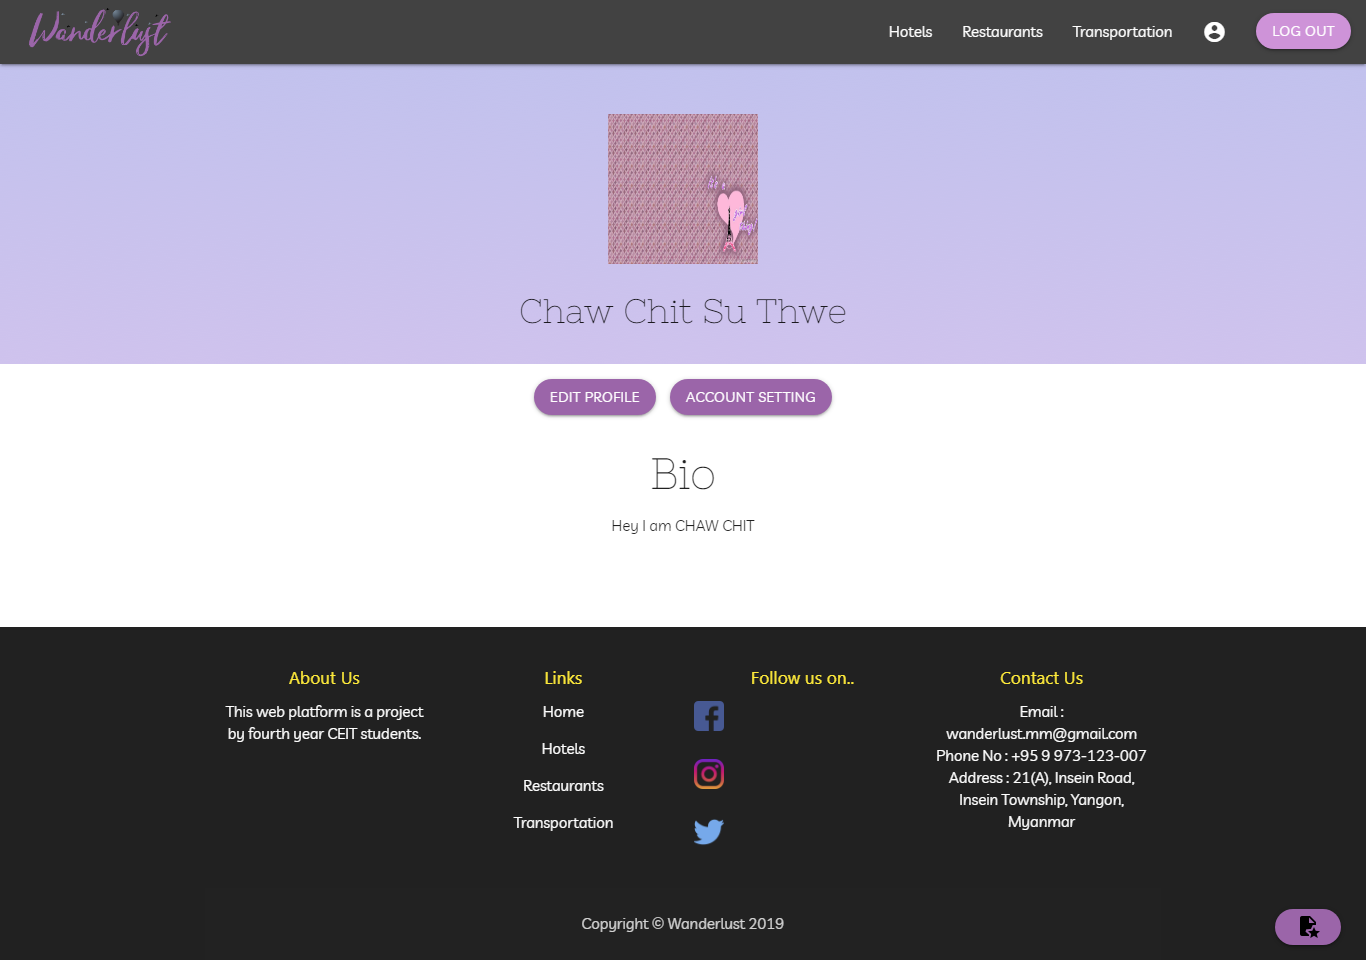 Wanderlust
Hotels Restaurants Transportation LOG OUT
Chaw Chit Su Thwe
EDIT PROFILE ACCOUNT SETTING
Bio
Hey I am CHAW CHIT
About Us
This web platform is a project
by fourth year CEIT students.
Links
Home
Hotels
Restaurants
Transportation
Follow us on..
Contact Us
Email :
wanderlust.mm@gmail.com
Phone No : +95 9 973-123-007
Address : 21(A), Insein Road,
Insein Township, Yangon,
Myanmar
Copyright © Wanderlust 2019